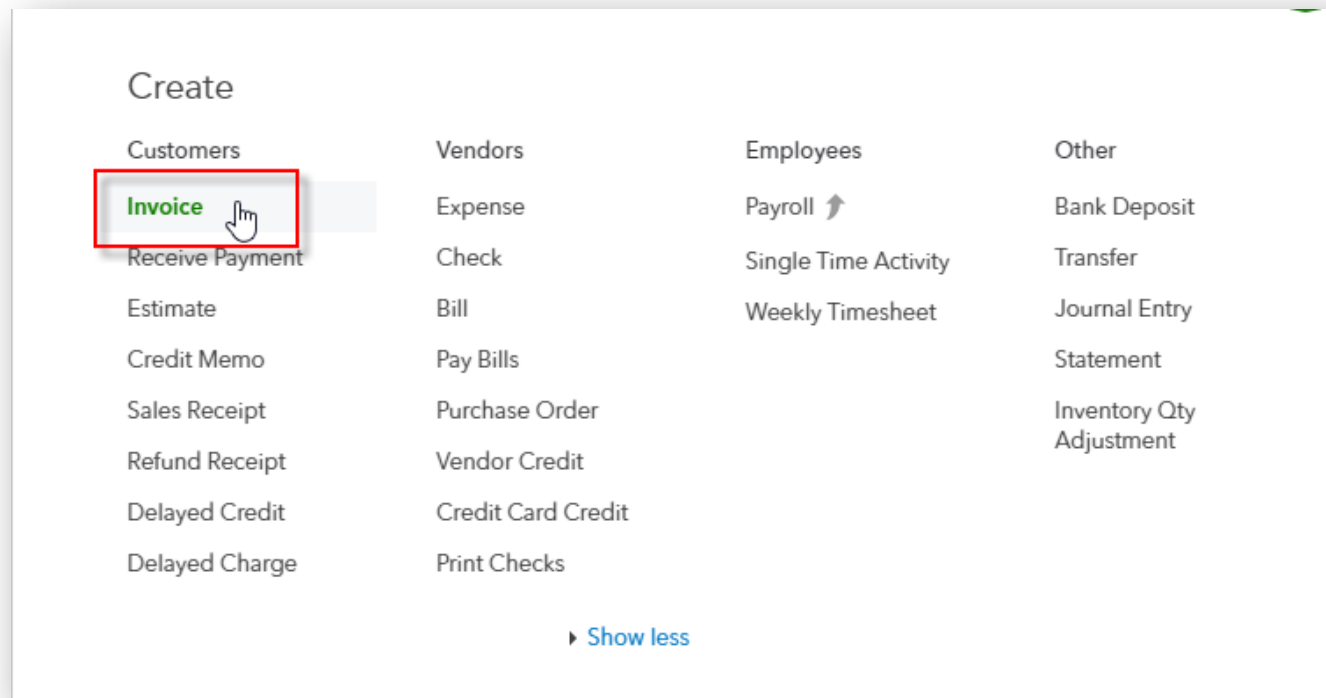 Create
Customers
Invoice
Receive Payment
Estimate
Credit Memo
Sales Receipt
Refund Receipt
Delayed Credit
Delayed Charge
Vendors
Expense
Check
Bill
Pay Bills
Purchase Order
Vendor Credit
Credit Card Credit
Print Checks
Employees
Payroll
Single Time Activity
Weekly Timesheet
Other
Bank Deposit
Transfer
Journal Entry
Statement
Inventory Qty
Adjustment
Show less